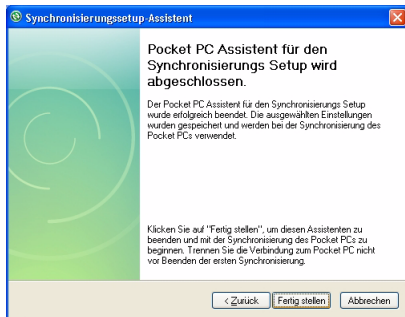 Synchronisierungssetup-Assistent
Pocket PC Assistent für den
Synchronisierungs Setup wird
abgeschlossen.
Der Pocket PC Assistent für den Synchronisierungs Setup
wurde erfolgreich beendet. Die ausgewählten Einstellungen
wurden gespeichert und werden bei der Synchronisierung des
Pocket PCs verwendet.
Klicken Sie auf "Fertig stellen", um diesen Assistenten zu
beenden und mit der Synchronisierung des Pocket PCs zu
beginnen. Trennen Sie die Verbindung zum Pocket PC nicht
vor Beenden der ersten Synchronisierung.
< Zurück Fertig stellen Abbrechen